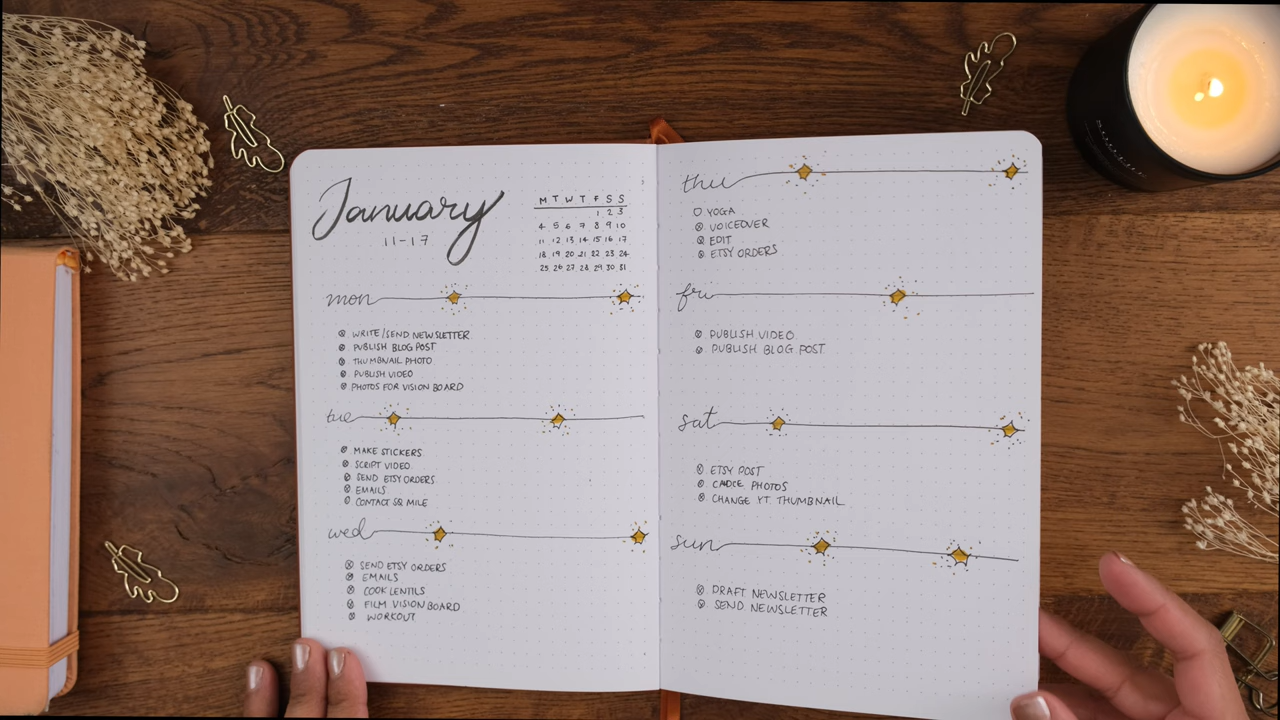 January
11-17
M T W T F S S
1 2 3
4 5 6 7 8 9 10
11 12 13 14 15 16 17
18 19 20 21 22 23 24
25 26 27 28 29 30 31
mon
WRITE/SEND NEWSLETTER
PUBLISH BLOG POST
THUMBNAIL PHOTO
PUBLISH VIDEO
PHOTOS FOR VISION BOARD
tue
MAKE STICKERS
SCRIPT VIDEO
SEND ETSY ORDERS
EMAILS
CONTACT SQ MILE
wed
SEND ETSY ORDERS
EMAILS
COOK LENTILS
FILM VISION BOARD
WORKOUT
thu
YOGA
VOICEOVER
EDIT
ETSY ORDERS
fri
PUBLISH VIDEO
PUBLISH BLOG POST
sat
ETSY POST
PHOTOS
CHANGE YT THUMBNAIL
sun
DRAFT NEWSLETTER
SEND NEWSLETTER